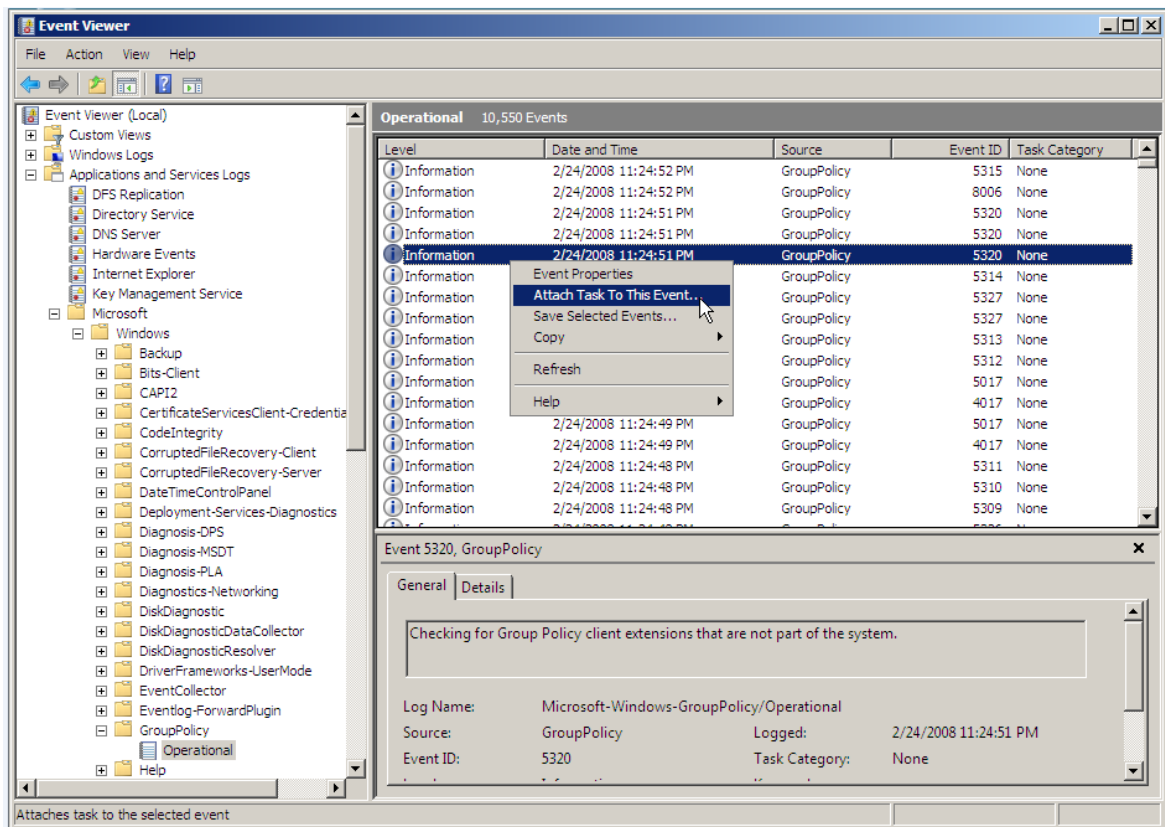 Event Viewer
File Action View Help
Event Viewer (Local)
Custom Views
Windows Logs
Applications and Services Logs
DFS Replication
Directory Service
DNS Server
Hardware Events
Internet Explorer
Key Management Service
Microsoft
Windows
Backup
Bits-Client
CAPI2
CertificateServicesClient-Credentia
CodeIntegrity
CorruptedFileRecovery-Client
CorruptedFileRecovery-Server
DateTimeControlPanel
Deployment-Services-Diagnostics
Diagnosis-DPS
Diagnosis-MSDT
Diagnosis-PLA
Diagnostics-Networking
DiskDiagnostic
DiskDiagnosticDataCollector
DiskDiagnosticResolver
DriverFrameworks-UserMode
EventCollector
Eventlog-ForwardPlugin
GroupPolicy
Operational
Help
Operational 10,550 Events
Level Date and Time Source Event ID Task Category
Information 2/24/2008 11:24:52 PM GroupPolicy 5315 None
Information 2/24/2008 11:24:52 PM GroupPolicy 8006 None
Information 2/24/2008 11:24:51 PM GroupPolicy 5320 None
Information 2/24/2008 11:24:51 PM GroupPolicy 5320 None
Information 2/24/2008 11:24:51 PM GroupPolicy 5320 None
Information GroupPolicy 5314 None
Information GroupPolicy 5327 None
Information GroupPolicy 5327 None
Information GroupPolicy 5313 None
Information GroupPolicy 5312 None
Information GroupPolicy 5017 None
Information GroupPolicy 4017 None
Information 2/24/2008 11:24:49 PM GroupPolicy 5017 None
Information 2/24/2008 11:24:49 PM GroupPolicy 4017 None
Information 2/24/2008 11:24:48 PM GroupPolicy 5311 None
Information 2/24/2008 11:24:48 PM GroupPolicy 5310 None
Information 2/24/2008 11:24:48 PM GroupPolicy 5309 None
Event Properties
Attach Task To This Event...
Save Selected Events...
Copy
Refresh
Help
Event 5320, GroupPolicy
General Details
Checking for Group Policy client extensions that are not part of the system.
Log Name: Microsoft-Windows-GroupPolicy/Operational
Source: GroupPolicy Logged: 2/24/2008 11:24:51 PM
Event ID: 5320 Task Category: None
Attaches task to the selected event